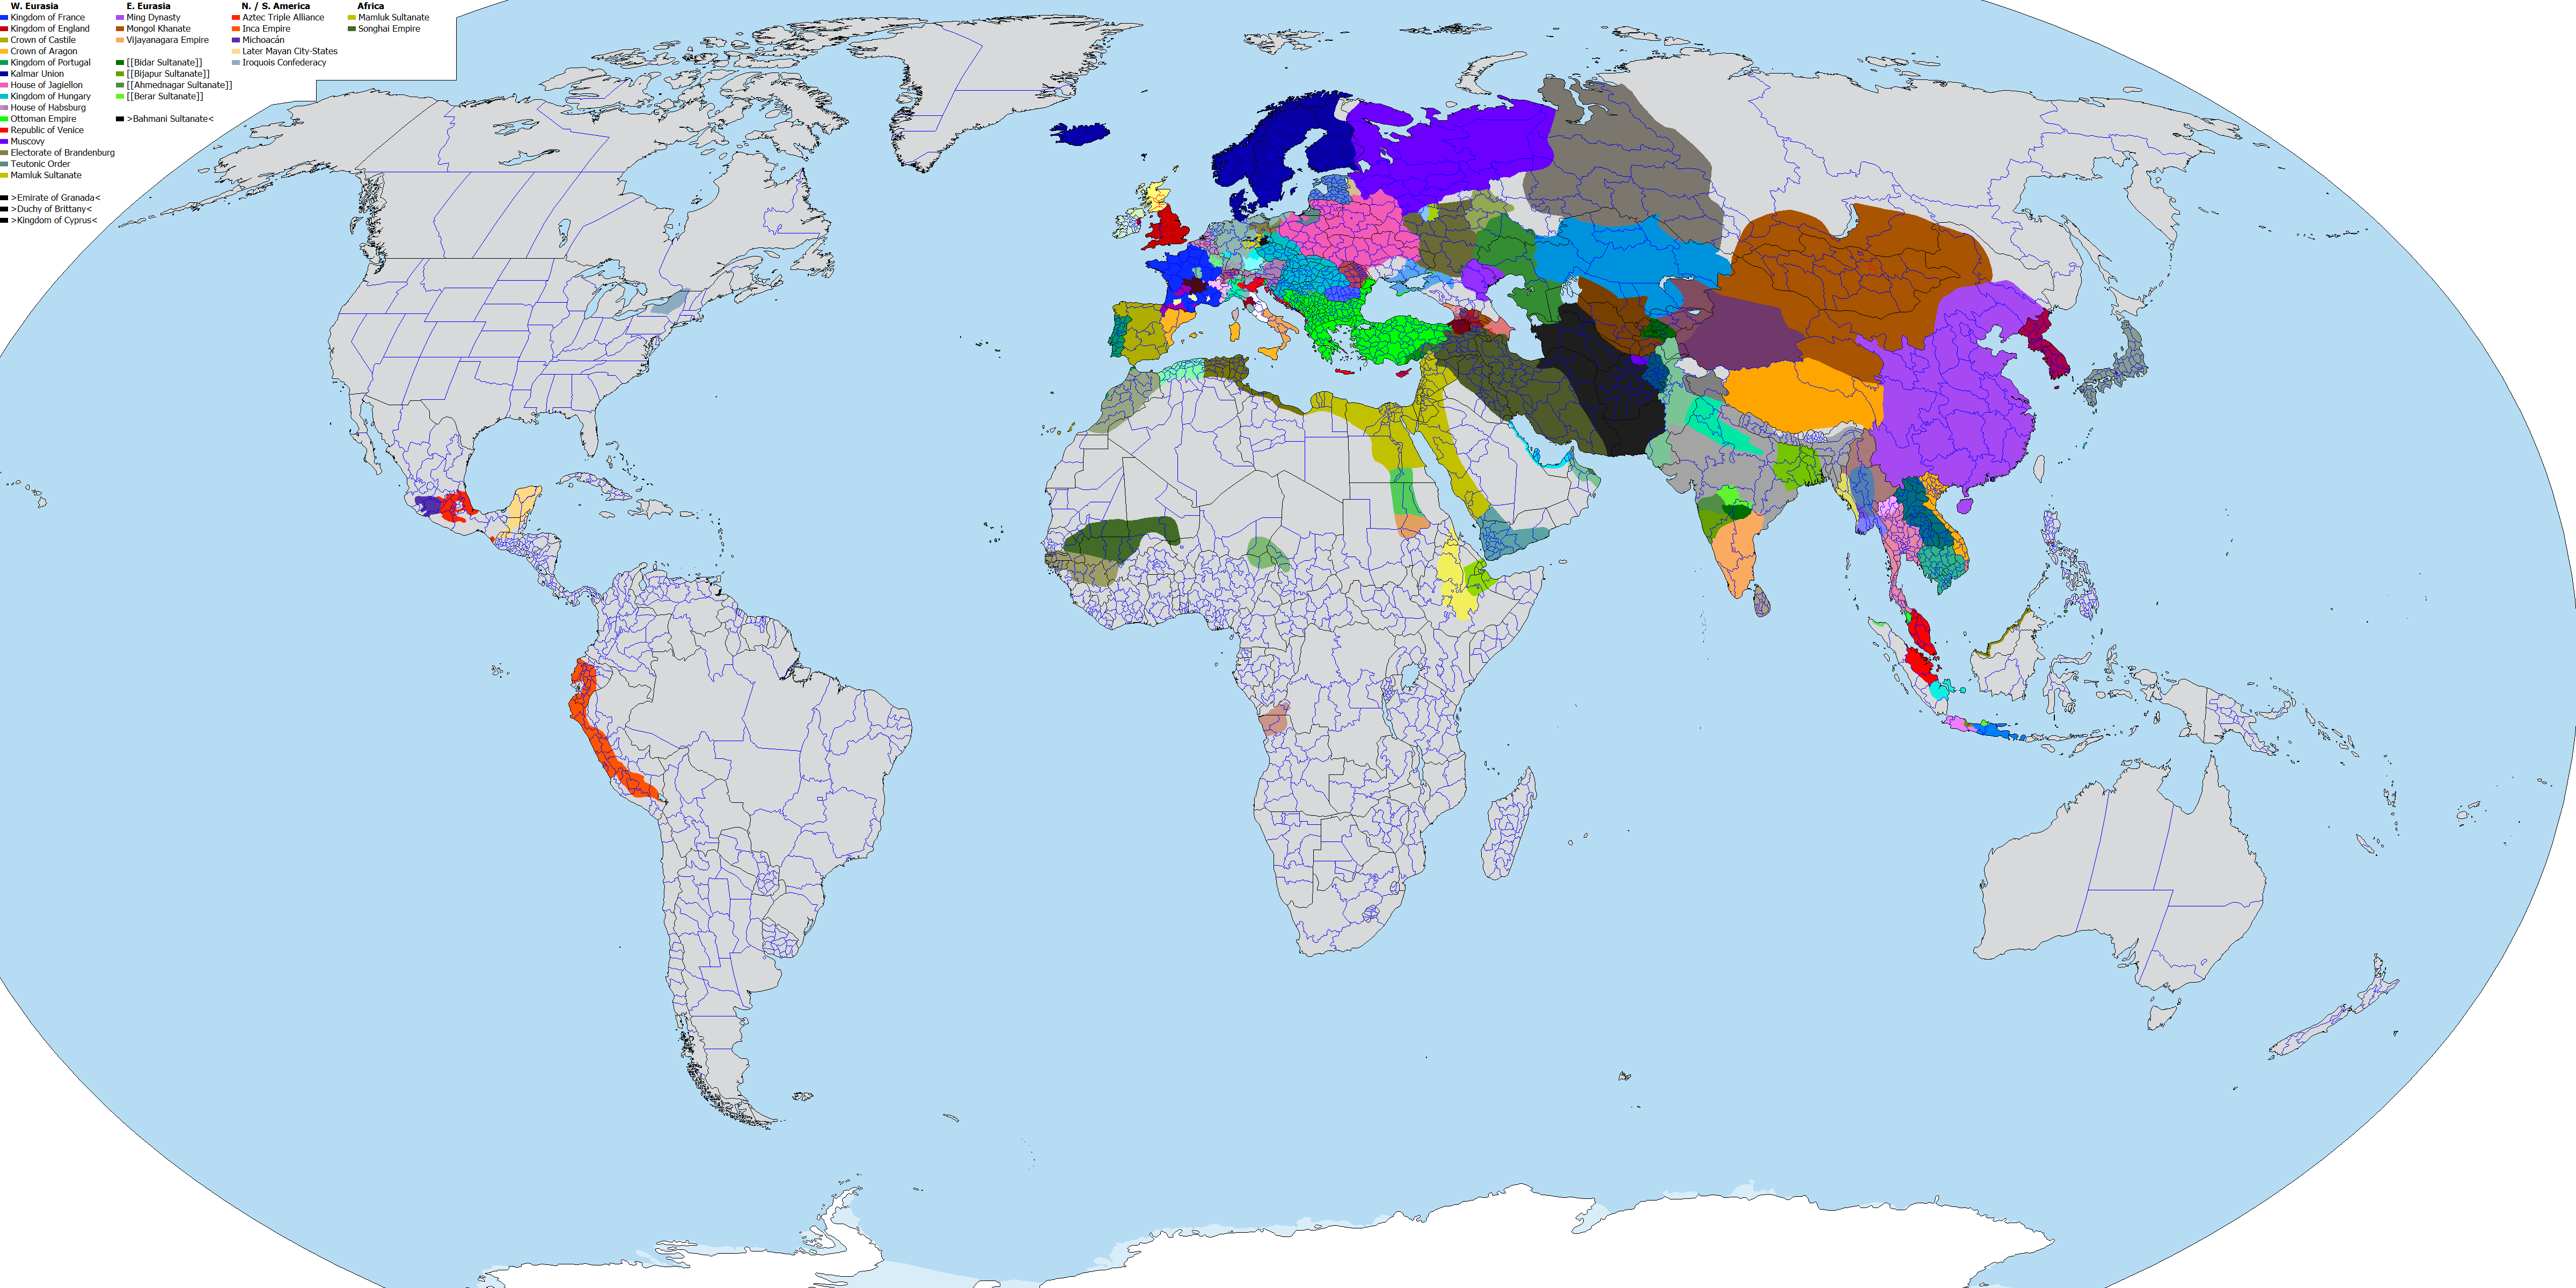 W. Eurasia
Kingdom of France
Kingdom of England
Crown of Castile
Crown of Aragon
Kingdom of Portugal
Kalmar Union
House of Jagiellon
Kingdom of Hungary
House of Habsburg
Ottoman Empire
Republic of Venice
Muscovy
Electorate of Brandenburg
Teutonic Order
Mamluk Sultanate
>Emirate of Granada<
>Duchy of Brittany<
>Kingdom of Cyprus<
E. Eurasia
Ming Dynasty
Mongol Khanate
Vijayanagara Empire
[[Bidar Sultanate]]
[[Bijapur Sultanate]]
[[Ahmednagar Sultanate]]
[[Berar Sultanate]]
>Bahmani Sultanate<
N. / S. America
Aztec Triple Alliance
Inca Empire
Michoacán
Later Mayan City-States
Iroquois Confederacy
Africa
Mamluk Sultanate
Songhai Empire